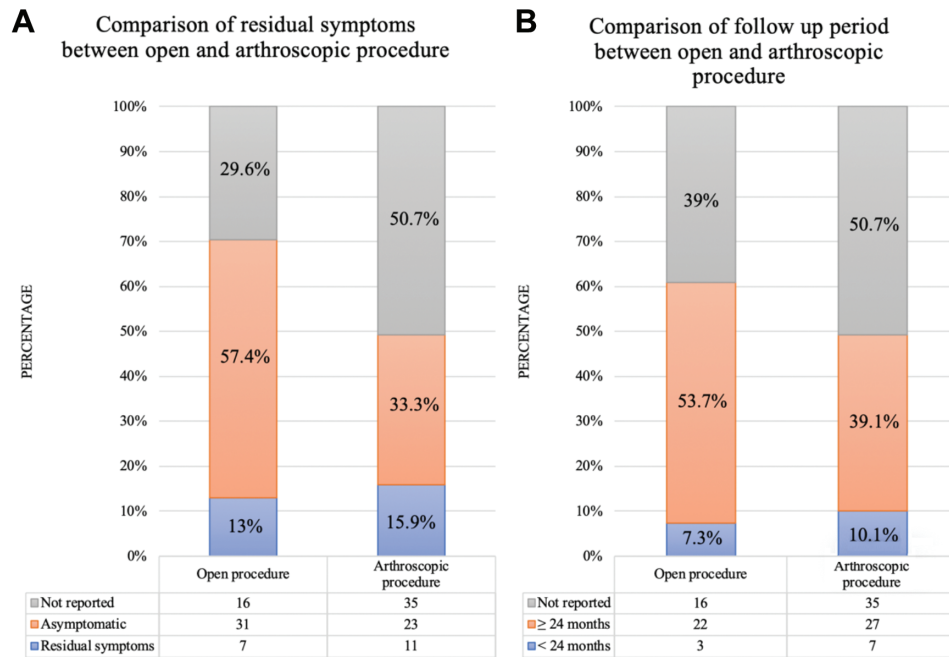 A
Comparison of residual symptoms
between open and arthroscopic procedure
PERCENTAGE
100%
90%
80%
70%
60%
50%
40%
30%
20%
10%
0%
29.6%
57.4%
13%
50.7%
33.3%
15.9%
Open procedure
Arthroscopic
procedure
Not reported 16 35
Asymptomatic 31 23
Residual symptoms 7 11
B
Comparison of follow up period
between open and arthroscopic
procedure
PERCENTAGE
100%
90%
80%
70%
60%
50%
40%
30%
20%
10%
0%
39%
53.7%
7.3%
50.7%
39.1%
10.1%
Open procedure
Arthroscopic
procedure
Not reported 16 35
≥ 24 months 22 27
< 24 months 3 7